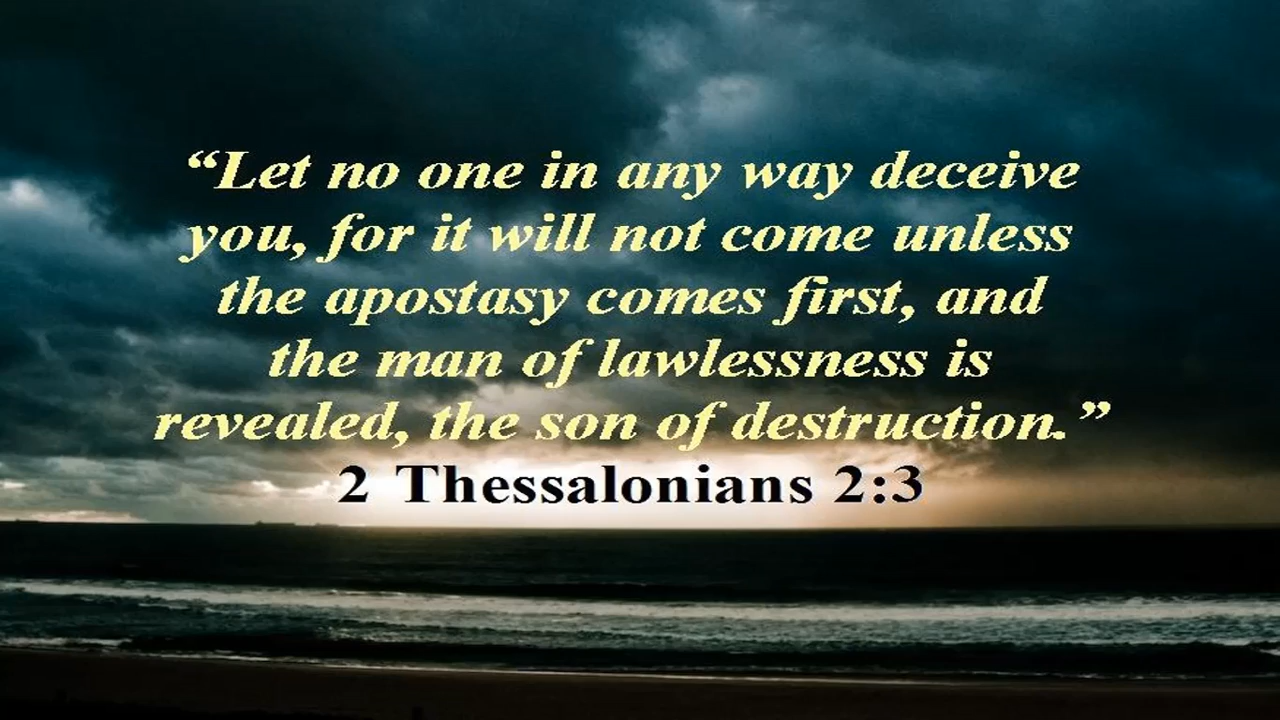 “Let no one in any way deceive
you, for it will not come unless
the apostasy comes first, and
the man of lawlessness is
revealed, the son of destruction.”
2 Thessalonians 2:3